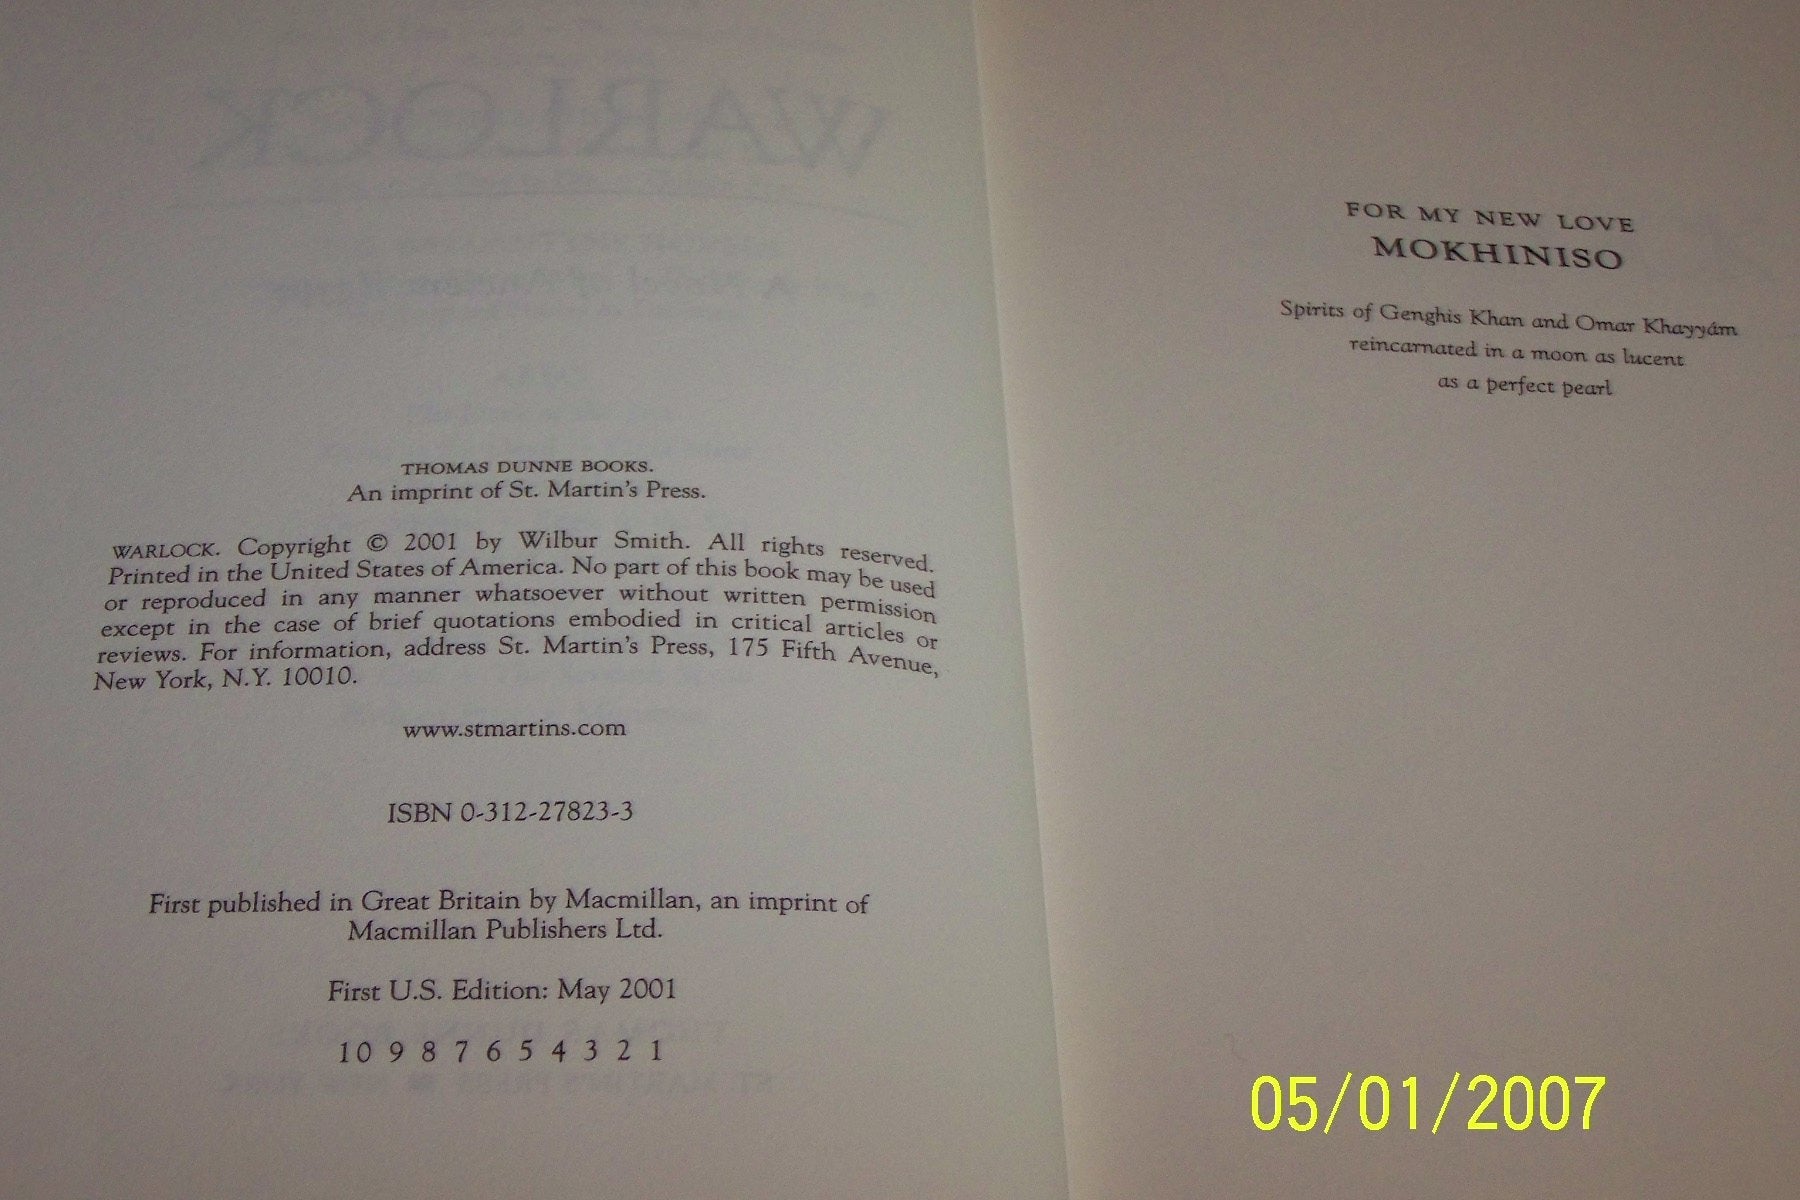 WARLOCK
A Novel of Ancient Egypt
THOMAS DUNNE BOOKS.
An imprint of St. Martin's Press.
WARLOCK. Copyright © 2001 by Wilbur Smith. All rights reserved.
Printed in the United States of America. No part of this book may be used
or reproduced in any manner whatsoever without written permission
except in the case of brief quotations embodied in critical articles or
reviews. For information, address St. Martin's Press, 175 Fifth Avenue,
New York, N.Y. 10010.
www.stmartins.com
ISBN 0-312-27823-3
First published in Great Britain by Macmillan, an imprint of
Macmillan Publishers Ltd.
First U.S. Edition: May 2001
10 9 8 7 6 5 4 3 2 1
FOR MY NEW LOVE
MOKHINISO
Spirits of Genghis Khan and Omar Khayyám
reincarnated in a moon as lucent
as a perfect pearl
05/01/2007